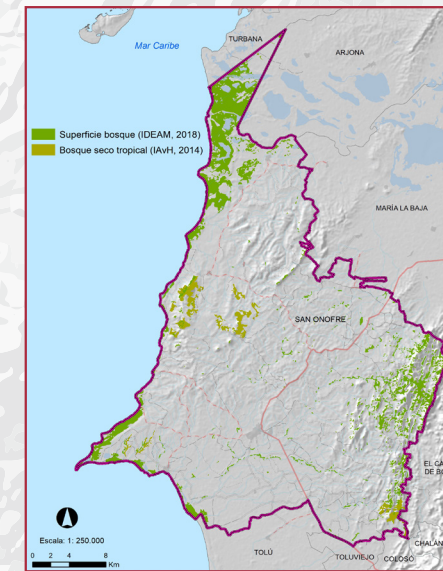 Mar Caribe
TURBANA
ARJONA
Superficie bosque (IDEAM, 2018)
Bosque seco tropical (IAvH, 2014)
MARÍA LA BAJA
SAN ONOFRE
EL CA
DE B
CHALÁN
Escala: 1: 250.000
0 2 4 8
Km
TOLÚ
TOLUVIEJO
COLOSÓ